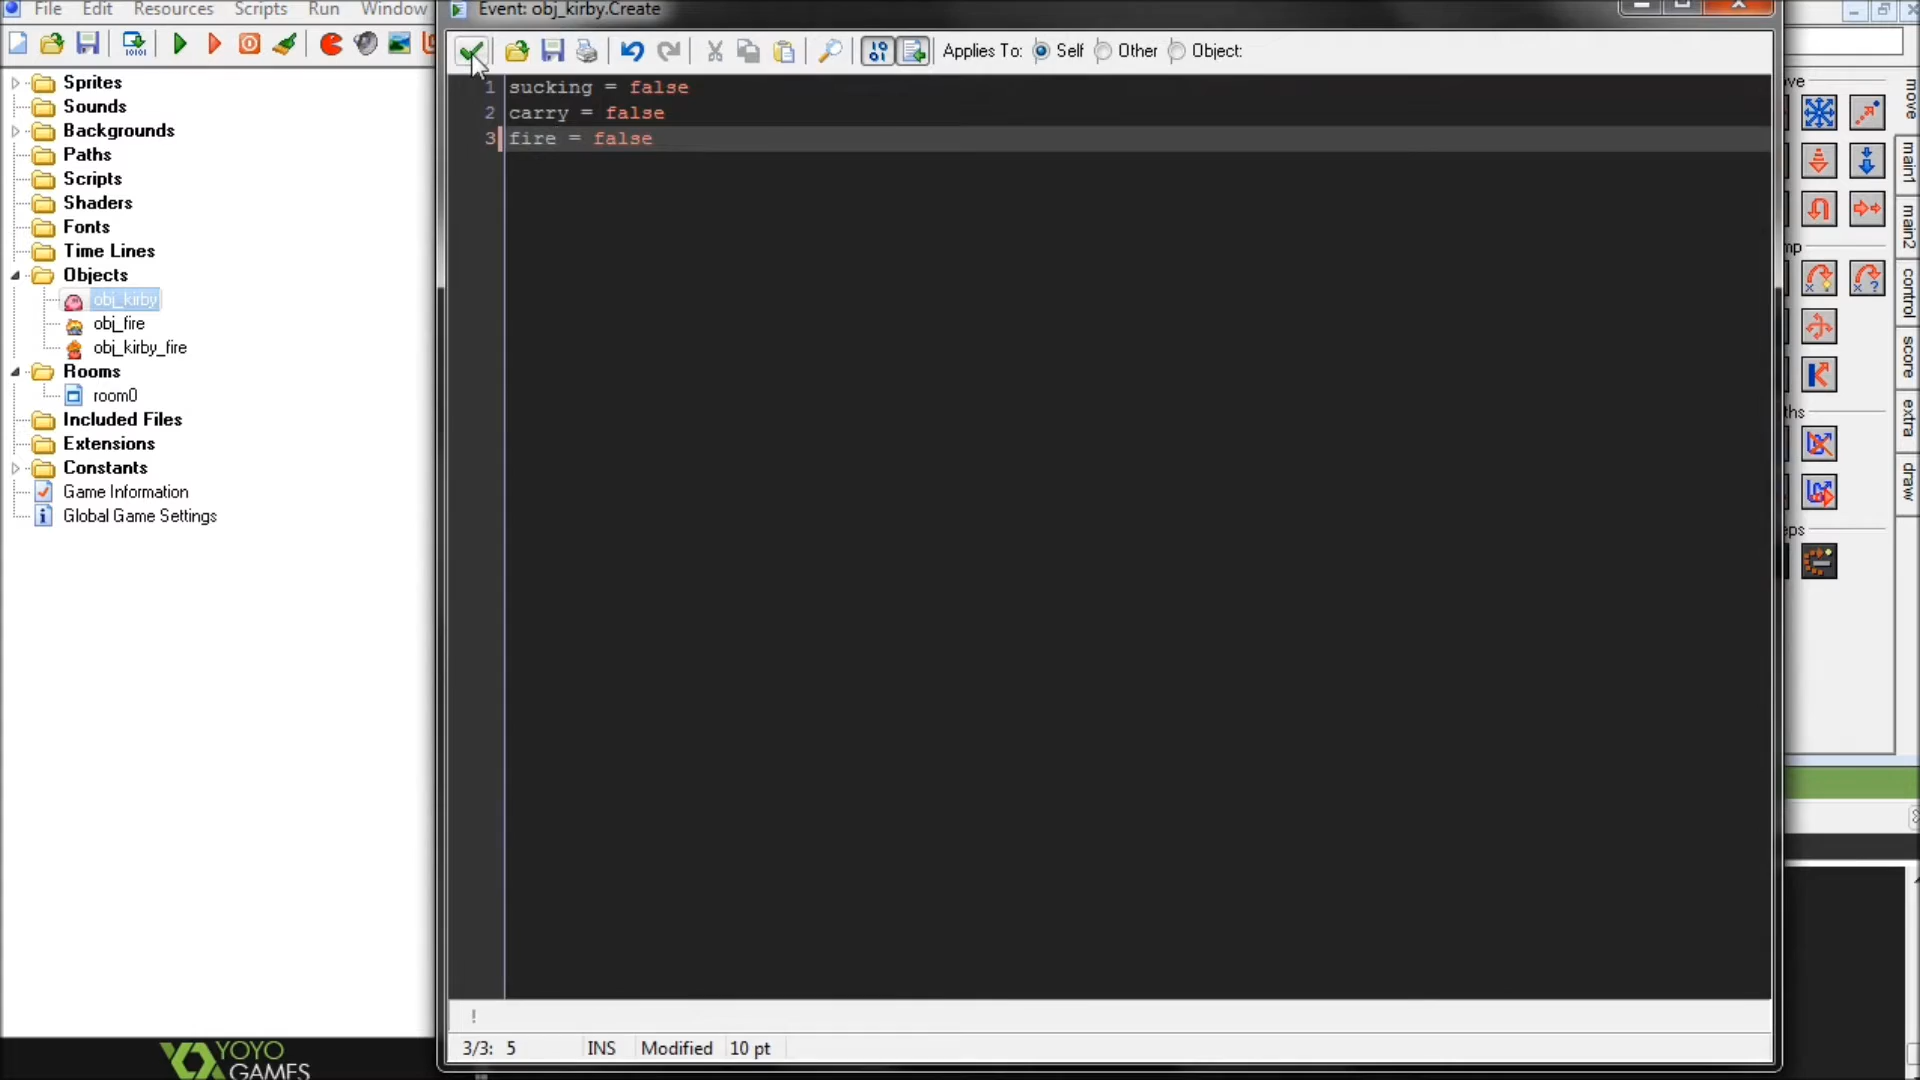 File Edit Resources Scripts Run Window
Event: obj_kirby.Create
Applies To: Self Other Object:
1 sucking = false
2 carry = false
3 fire = false
Sprites
Sounds
Backgrounds
Paths
Scripts
Shaders
Fonts
Time Lines
Objects
obj_kirby
obj_fire
obj_kirby_fire
Rooms
room0
Included Files
Extensions
Constants
Game Information
Global Game Settings
YOYO
GAMES
!
3/3: 5 INS Modified 10 pt
move
main1
main2
control
score
extra
draw